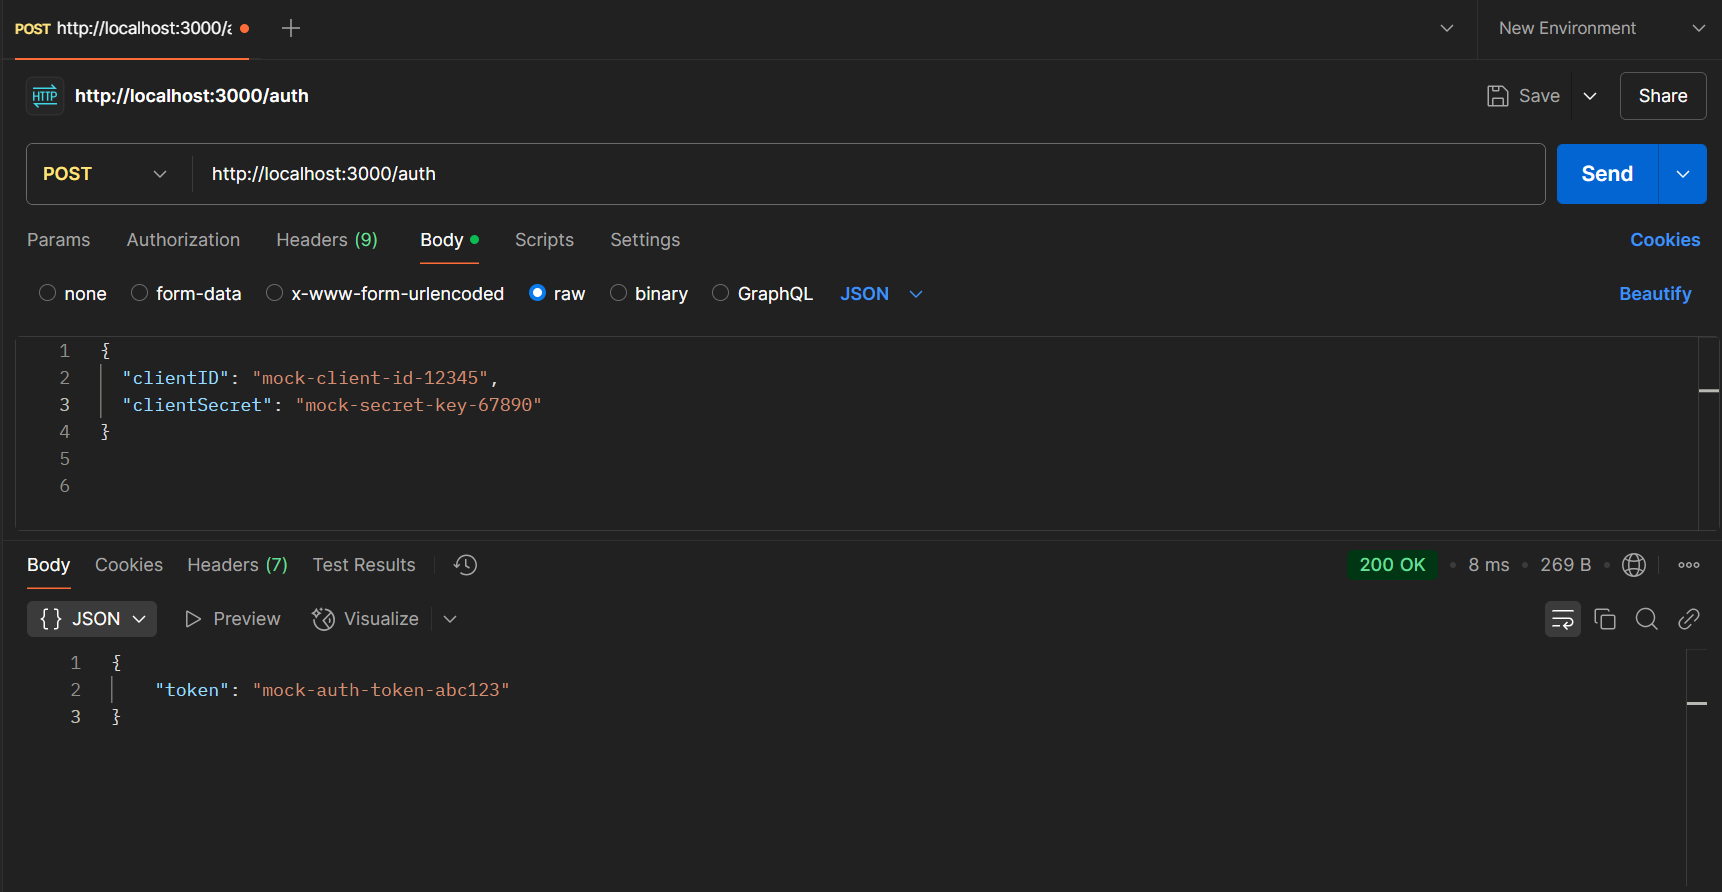 POST http://localhost:3000/a
New Environment
HTTP http://localhost:3000/auth
Save
Share
POST http://localhost:3000/auth
Send
Params Authorization Headers (9) Body Scripts Settings Cookies
none form-data x-www-form-urlencoded raw binary GraphQL JSON Beautify
1 {
2 "clientID": "mock-client-id-12345",
3 "clientSecret": "mock-secret-key-67890"
4 }
5
6
Body Cookies Headers (7) Test Results 200 OK • 8 ms • 269 B •
{} JSON Preview Visualize
1 {
2 "token": "mock-auth-token-abc123"
3 }